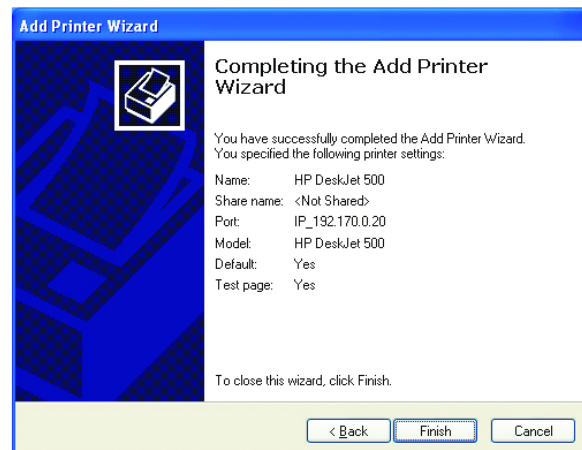 Add Printer Wizard
Completing the Add Printer
Wizard
You have successfully completed the Add Printer Wizard.
You specified the following printer settings:
Name: HP DeskJet 500
Share name: <Not Shared>
Port: IP_192.170.0.20
Model: HP DeskJet 500
Default: Yes
Test page: Yes
To close this wizard, click Finish.
< Back Finish Cancel